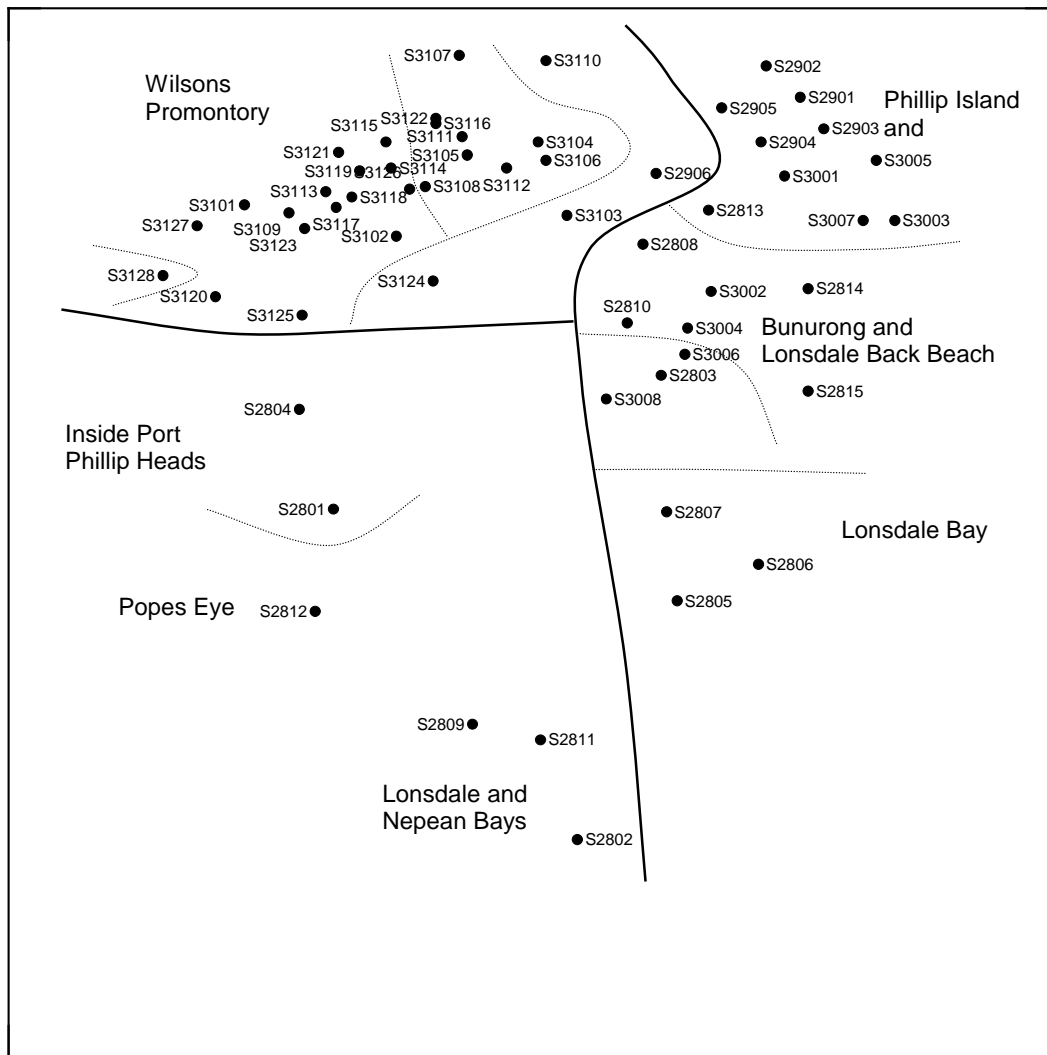 S3107
S3110
S2902
Wilsons
Promontory
S2901
Phillip Island
and
S2905
S3122
S3116
S3115
S3111
S2903
S3104
S2904
S3121
S3105
S3106
S3005
S3119
S3126
S3114
S3112
S2906
S3001
S3113
S3118
S3108
S3101
S3109
S3117
S3103
S2813
S3127
S3123
S3102
S3007
S3003
S2808
S3128
S3124
S3120
S3002
S2814
S3125
S2810
S3004
Bunurong and
Lonsdale Back Beach
S3006
S2803
S3008
S2815
S2804
Inside Port
Phillip Heads
S2801
S2807
Lonsdale Bay
S2806
Popes Eye
S2812
S2805
S2809
S2811
Lonsdale and
Nepean Bays
S2802